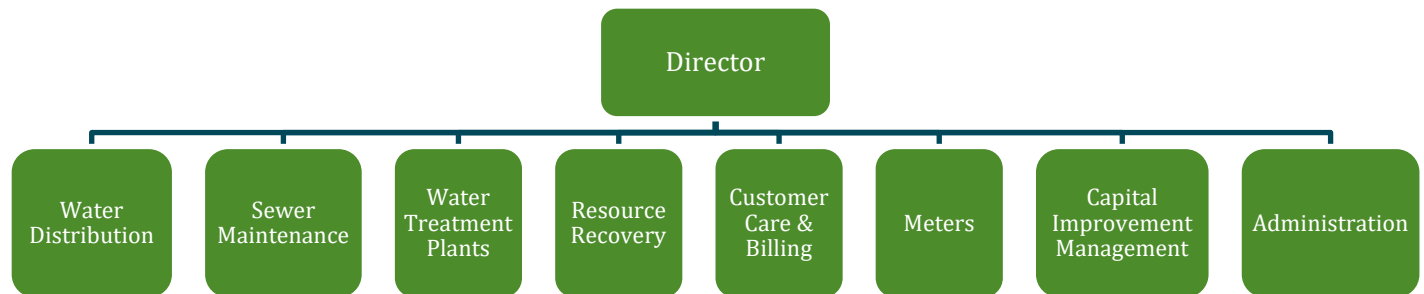 Director
Water
Distribution
Sewer
Maintenance
Water
Treatment
Plants
Resource
Recovery
Customer
Care &
Billing
Meters
Capital
Improvement
Management
Administration